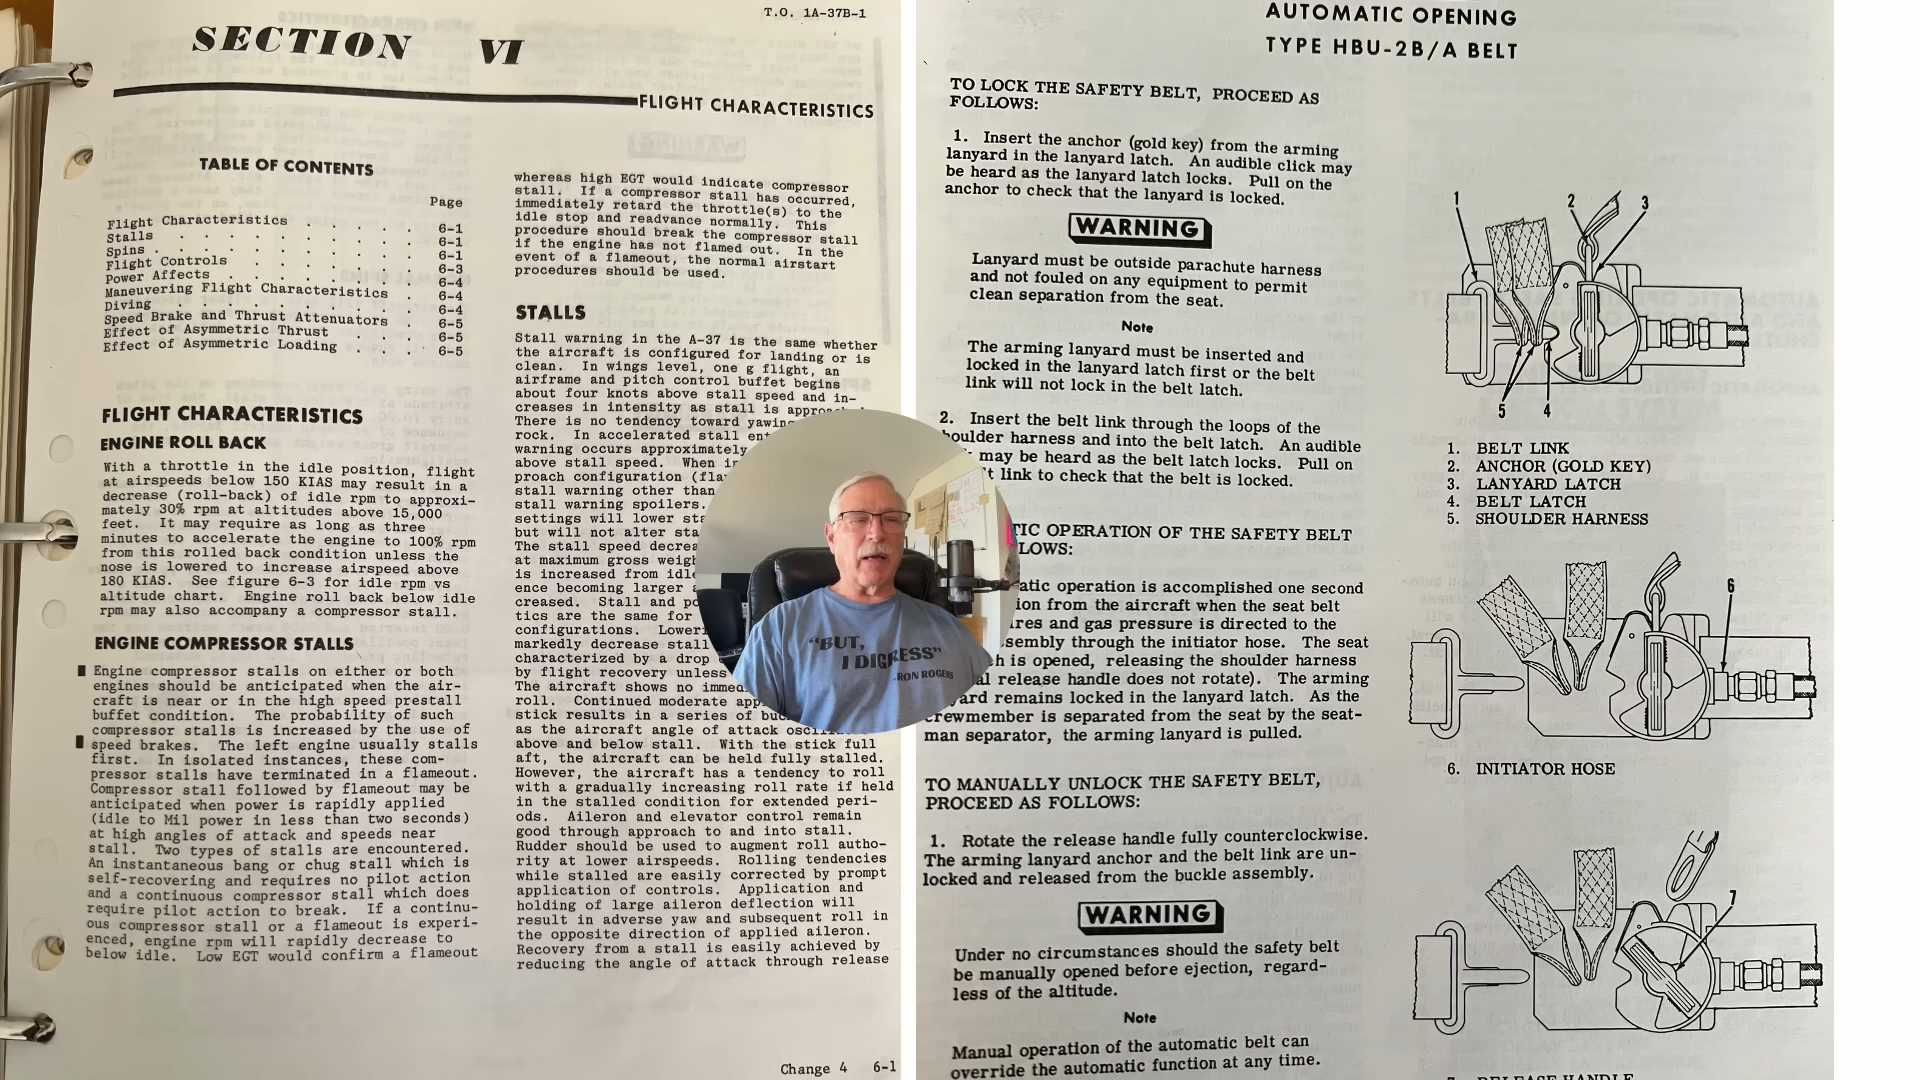 T.O. 1A-37B-1
SECTION VI
FLIGHT CHARACTERISTICS
TABLE OF CONTENTS
Page
Flight Characteristics . . . . . 6-1
Stalls . . . . . . . . . . 6-1
Spins . . . . . . . . . . 6-1
Flight Controls . . . . . . . 6-3
Power Affects . . . . . . . . 6-4
Maneuvering Flight Characteristics . 6-4
Diving . . . . . . . . . . 6-4
Speed Brake and Thrust Attenuators . 6-5
Effect of Asymmetric Thrust . . . 6-5
Effect of Asymmetric Loading . . . 6-5
FLIGHT CHARACTERISTICS
ENGINE ROLL BACK
With a throttle in the idle position, flight
at airspeeds below 150 KIAS may result in a
decrease (roll-back) of idle rpm to approxi-
mately 30% rpm at altitudes above 15,000
feet. It may require as long as three
minutes to accelerate the engine to 100% rpm
from this rolled back condition unless the
nose is lowered to increase airspeed above
180 KIAS. See figure 6-3 for idle rpm vs
altitude chart. Engine roll back below idle
rpm may also accompany a compressor stall.
ENGINE COMPRESSOR STALLS
Engine compressor stalls on either or both
engines should be anticipated when the air-
craft is near or in the high speed prestall
buffet condition. The probability of such
compressor stalls is increased by the use of
speed brakes. The left engine usually stalls
first. In isolated instances, these com-
pressor stalls have terminated in a flameout.
Compressor stall followed by flameout may be
anticipated when power is rapidly applied
(idle to Mil power in less than two seconds)
at high angles of attack and speeds near
stall. Two types of stalls are encountered.
An instantaneous bang or chug stall which is
self-recovering and requires no pilot action
and a continuous compressor stall which does
require pilot action to break. If a continu-
ous compressor stall or a flameout is experi-
enced, engine rpm will rapidly decrease to
below idle. Low EGT would confirm a flameout
whereas high EGT would indicate compressor
stall. If a compressor stall has occurred,
immediately retard the throttle(s) to the
idle stop and readvance normally. This
procedure should break the compressor stall
if the engine has not flamed out. In the
event of a flameout, the normal airstart
procedures should be used.
STALLS
Stall warning in the A-37 is the same whether
the aircraft is configured for landing or is
clean. In wings level, one g flight, an
airframe and pitch control buffet begins
about four knots above stall speed and in-
creases in intensity as stall is
There is no tendency toward
rock. In accelerated stall
warning occurs approximately
above stall speed. When
proach configuration
stall warning other than
stall warning spoilers.
settings will lower
but will not alter
The stall speed
at maximum gross
is increased from
ence becoming larger
creased. Stall and
tics are the same for
configurations.
markedly decrease stall
characterized by a drop
by flight recovery unless
The aircraft shows no
roll. Continued moderate
stick results in a series of
as the aircraft angle of attack
above and below stall. With the stick full
aft, the aircraft can be held fully stalled.
However, the aircraft has a tendency to roll
with a gradually increasing roll rate if held
in the stalled condition for extended peri-
ods. Aileron and elevator control remain
good through approach to and into stall.
Rudder should be used to augment roll autho-
rity at lower airspeeds. Rolling tendencies
while stalled are easily corrected by prompt
application of controls. Application and
holding of large aileron deflection will
result in adverse yaw and subsequent roll in
the opposite direction of applied aileron.
Recovery from a stall is easily achieved by
reducing the angle of attack through release
Change 4 6-1
"BUT,
I DIGRESS"
-RON ROGERS
AUTOMATIC OPENING
TYPE HBU-2B/A BELT
TO LOCK THE SAFETY BELT, PROCEED AS
FOLLOWS:
1. Insert the anchor (gold key) from the arming
lanyard in the lanyard latch. An audible click may
be heard as the lanyard latch locks. Pull on the
anchor to check that the lanyard is locked.
WARNING
Lanyard must be outside parachute harness
and not fouled on any equipment to permit
clean separation from the seat.
Note
The arming lanyard must be inserted and
locked in the lanyard latch first or the belt
link will not lock in the belt latch.
2. Insert the belt link through the loops of the
houlder harness and into the belt latch. An audible
may be heard as the belt latch locks. Pull on
link to check that the belt is locked.
TIC OPERATION OF THE SAFETY BELT
LOWS:
atic operation is accomplished one second
ion from the aircraft when the seat belt
res and gas pressure is directed to the
sembly through the initiator hose. The seat
h is opened, releasing the shoulder harness
al release handle does not rotate). The arming
ard remains locked in the lanyard latch. As the
crewmember is separated from the seat by the seat-
man separator, the arming lanyard is pulled.
TO MANUALLY UNLOCK THE SAFETY BELT,
PROCEED AS FOLLOWS:
1. Rotate the release handle fully counterclockwise.
The arming lanyard anchor and the belt link are un-
locked and released from the buckle assembly.
WARNING
Under no circumstances should the safety belt
be manually opened before ejection, regard-
less of the altitude.
Note
Manual operation of the automatic belt can
override the automatic function at any time.
1 2 3
5 4
1. BELT LINK
2. ANCHOR (GOLD KEY)
3. LANYARD LATCH
4. BELT LATCH
5. SHOULDER HARNESS
6
6. INITIATOR HOSE
7
7. RELEASE HANDLE